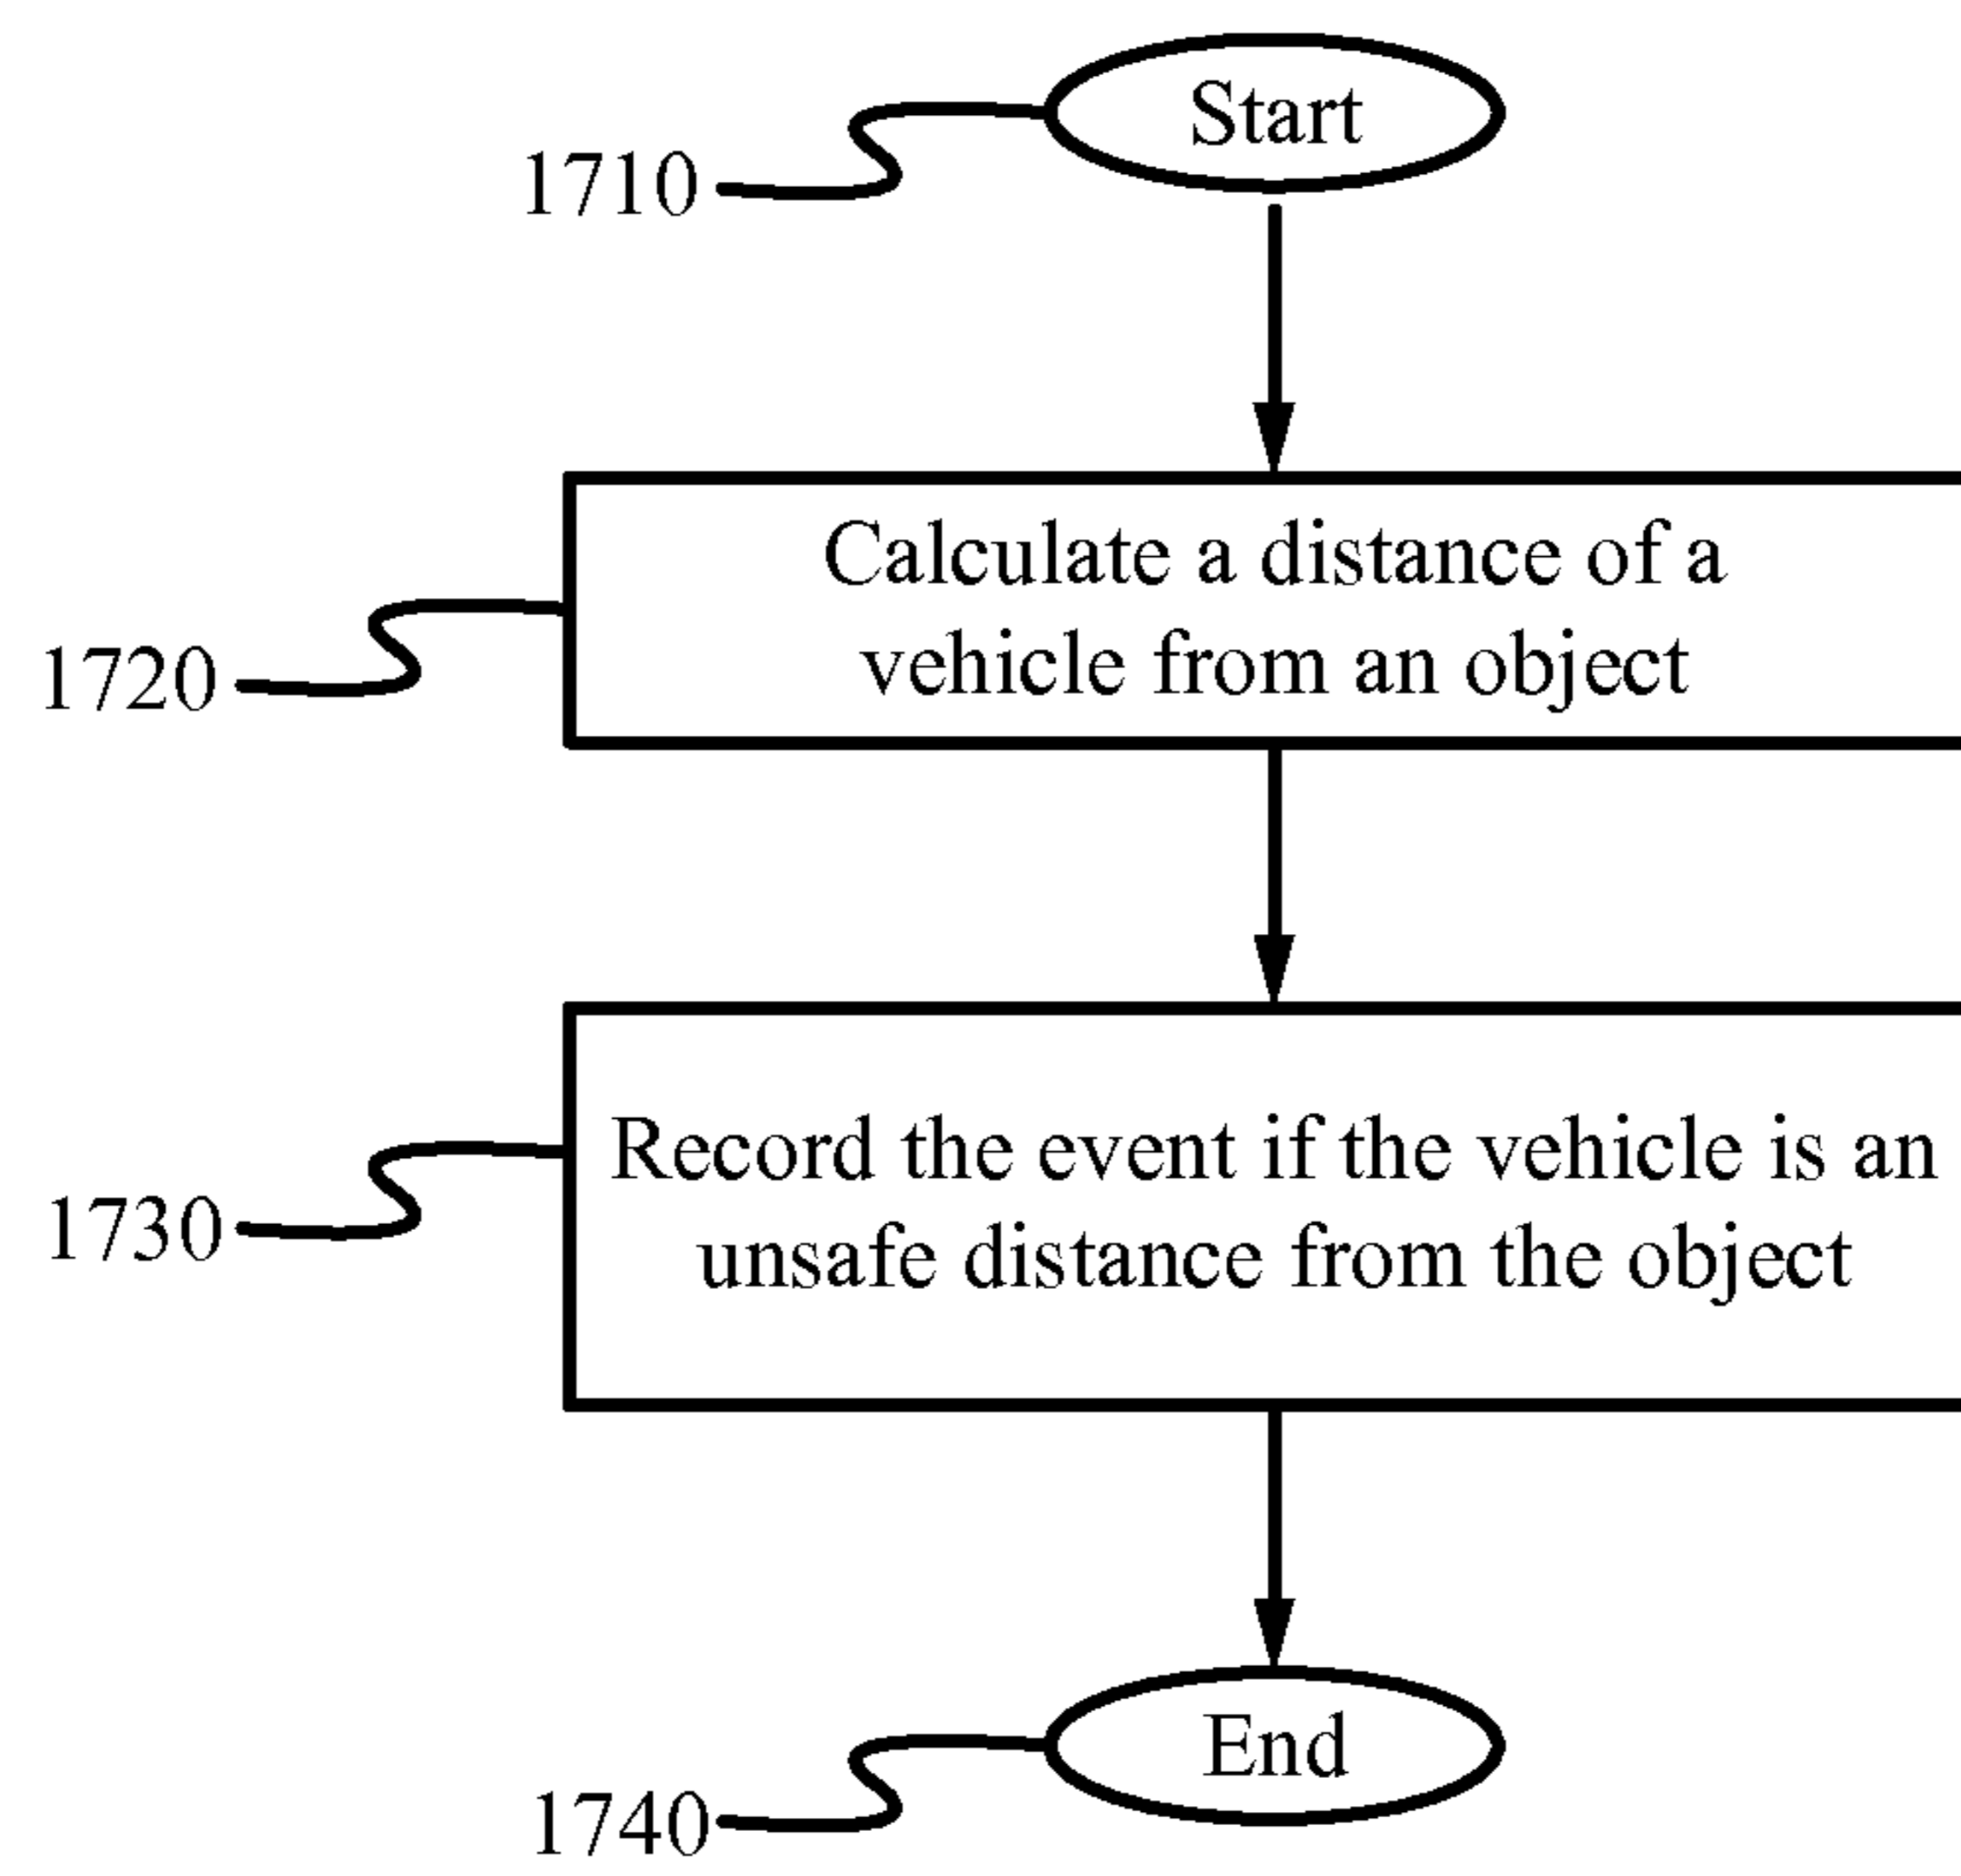 Start
1710
Calculate a distance of a
vehicle from an object
1720
Record the event if the vehicle is an
unsafe distance from the object
1730
End
1740